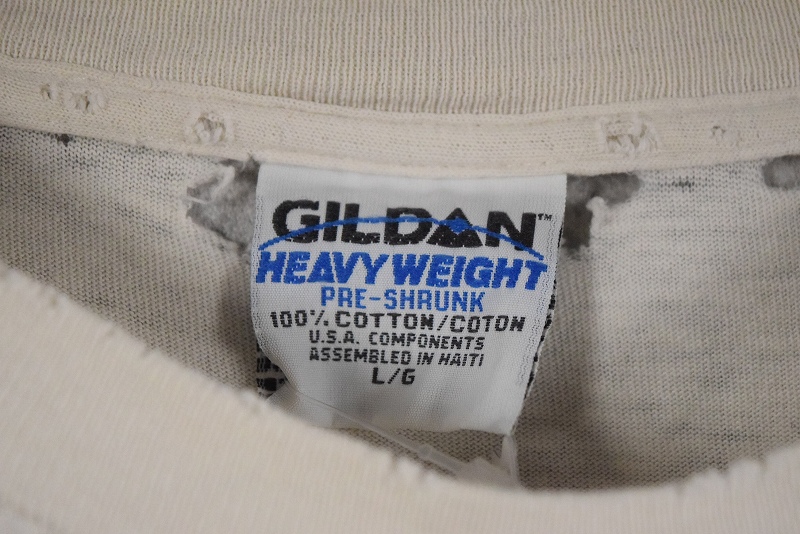 GILDAN™
HEAVY WEIGHT
PRE-SHRUNK
100% COTTON/COTON
U.S.A. COMPONENTS
ASSEMBLED IN HAITI
L/G